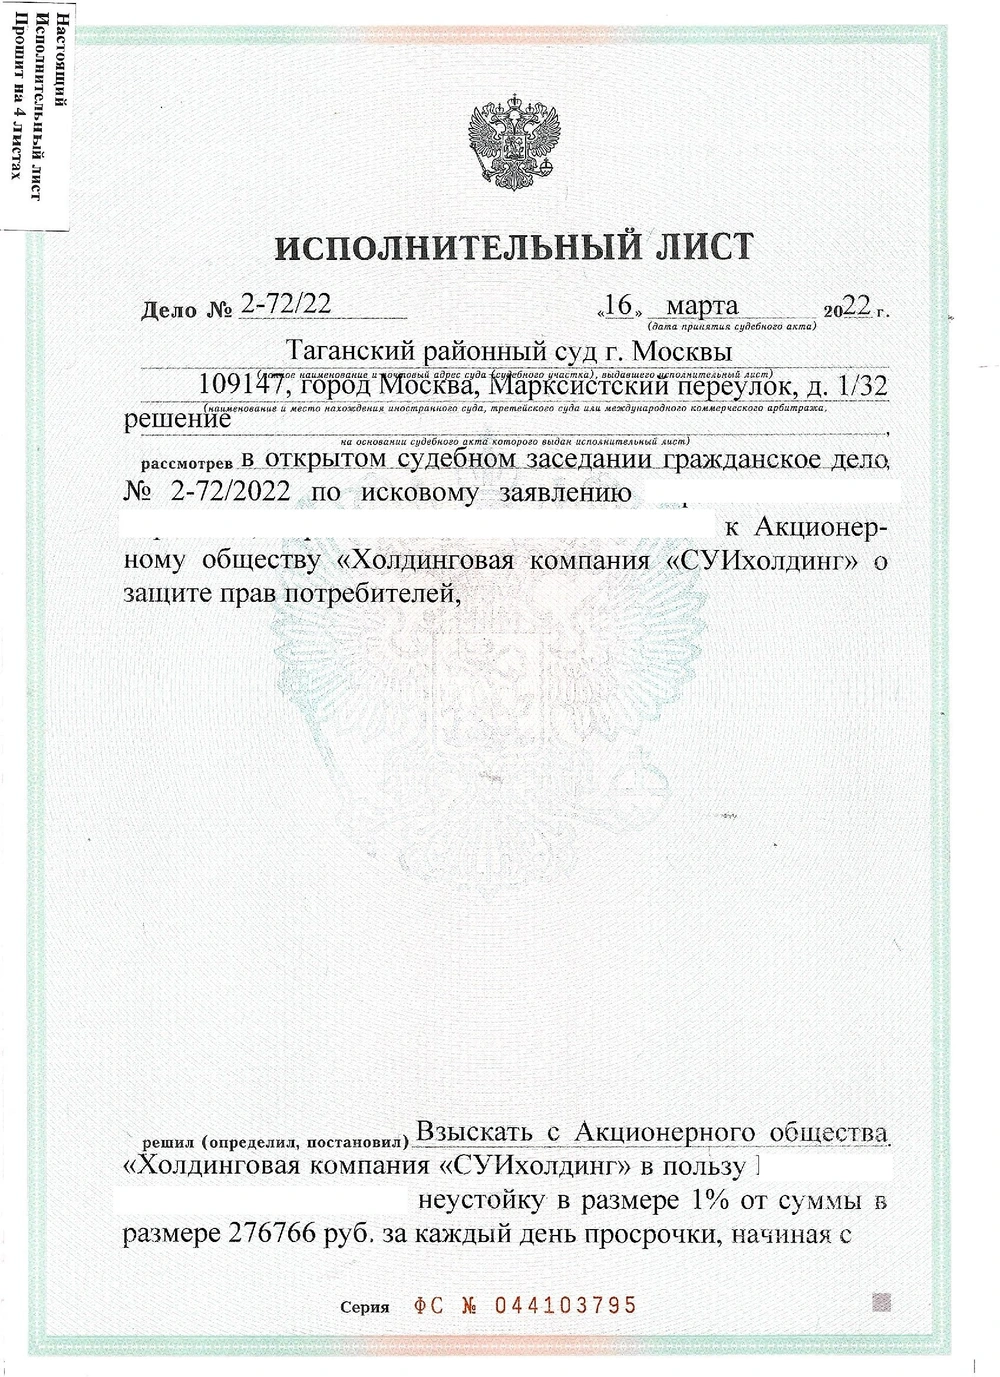 Настоящий
Исполнительный лист
Прошит на 4 листах
ИСПОЛНИТЕЛЬНЫЙ ЛИСТ
Дело № 2-72/22 «16» марта 2022 г.
(дата принятия судебного акта)
Таганский районный суд г. Москвы
(полное наименование и почтовый адрес суда (судебного участка), выдавшего исполнительный лист)
109147, город Москва, Марксистский переулок, д. 1/32
(наименование и место нахождения иностранного суда, третейского суда или международного коммерческого арбитража,
решение,
на основании судебного акта которого выдан исполнительный лист)
рассмотрев в открытом судебном заседании гражданское дело
№ 2-72/2022 по исковому заявлению
к Акционер-
ному обществу «Холдинговая компания «СУИхолдинг» о
защите прав потребителей,
решил (определил, постановил) Взыскать с Акционерного общества
«Холдинговая компания «СУИхолдинг» в пользу
неустойку в размере 1% от суммы в
размере 276766 руб. за каждый день просрочки, начиная с
Серия ФС № 044103795